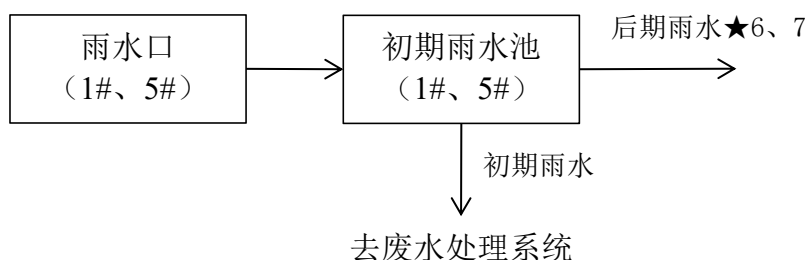 雨水口
（1#、5#）
初期雨水池
（1#、5#）
后期雨水★6、7
初期雨水
去废水处理系统